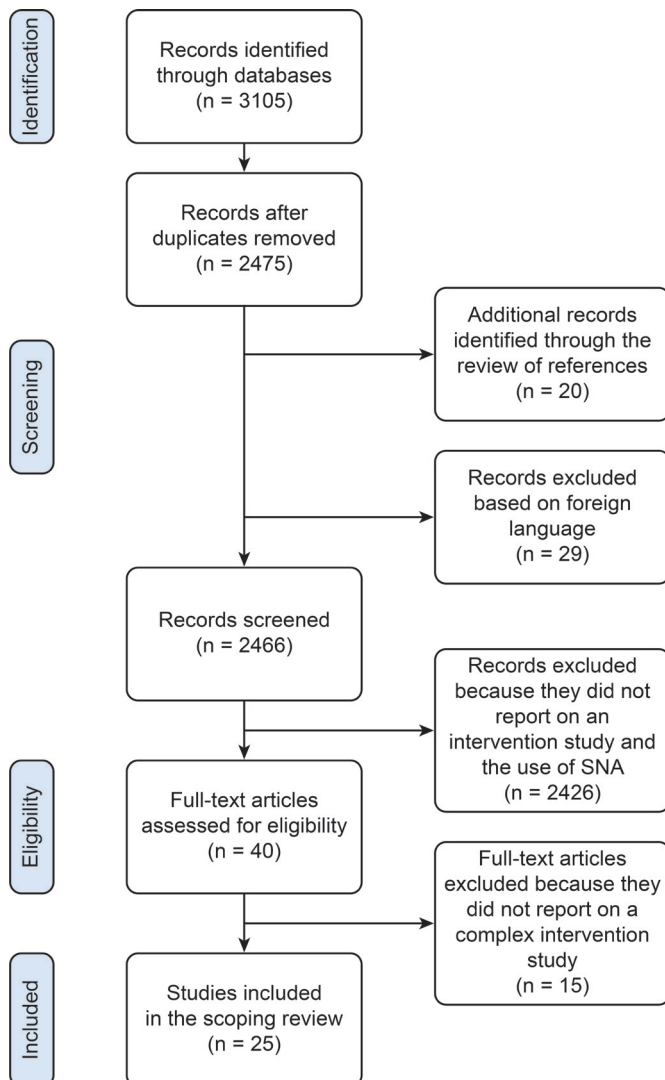 Identification
Records identified
through databases
(n = 3105)
Records after
duplicates removed
(n = 2475)
Screening
Additional records
identified through the
review of references
(n = 20)
Records excluded
based on foreign
language
(n = 29)
Records screened
(n = 2466)
Records excluded
because they did not
report on an
intervention study and
the use of SNA
(n = 2426)
Eligibility
Full-text articles
assessed for eligibility
(n = 40)
Full-text articles
excluded because they
did not report on a
complex intervention
study
(n = 15)
Included
Studies included
in the scoping review
(n = 25)